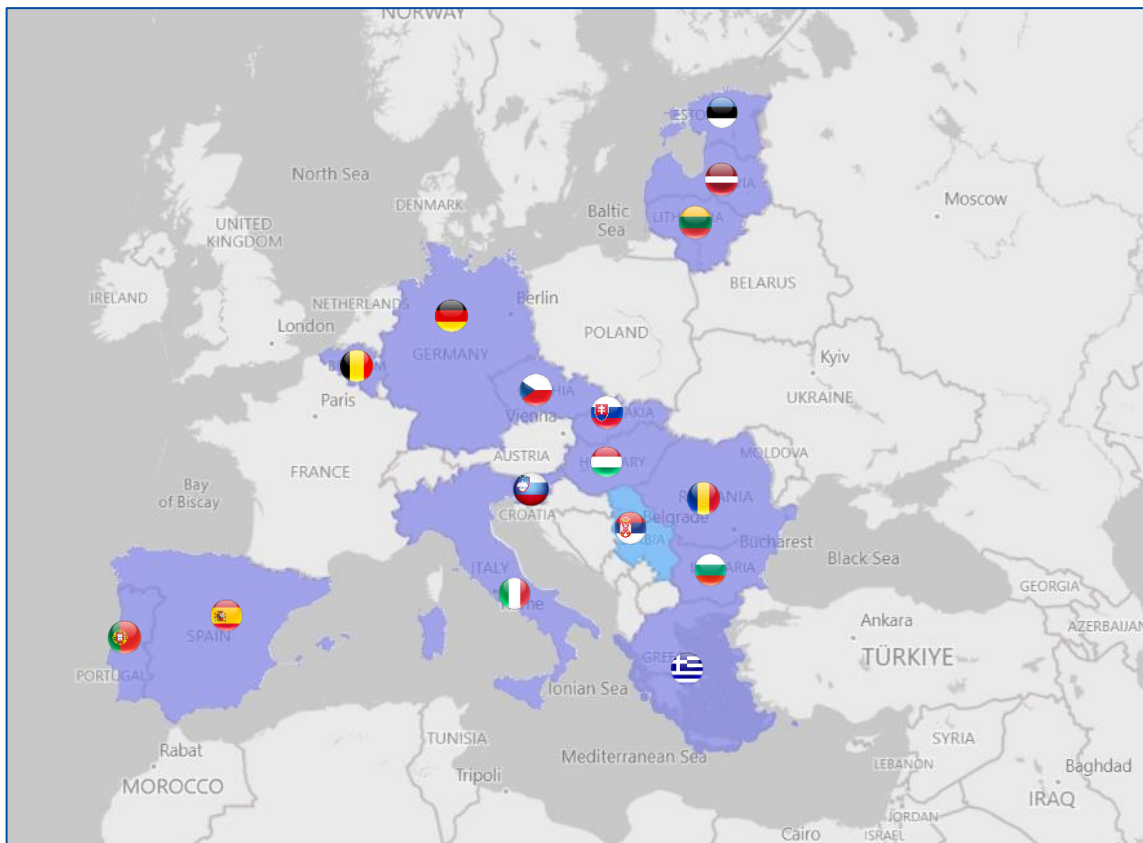 NORWAY
North Sea
DENMARK
Baltic
Sea
Moscow
UNITED
KINGDOM
IRELAND
NETHERLANDS
Berlin
BELARUS
London
GERMANY
POLAND
Kyiv
Paris
UKRAINE
Vienna
AUSTRIA
FRANCE
MOLDOVA
Bay
of Biscay
CROATIA
Belgrade
Bucharest
Black Sea
ITALY
GEORGIA
Ankara
AZERBAIJAN
SPAIN
TÜRKIYE
PORTUGAL
Ionian Sea
Rabat
TUNISIA
Mediterranean Sea
SYRIA
LEBANON
Baghdad
MOROCCO
Tripoli
IRAQ
JORDAN
Cairo
ISRAEL